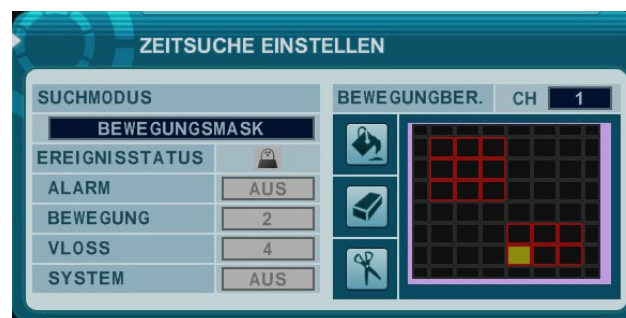 ZEITSUCHE EINSTELLEN
SUCHMODUS
BEWEGUNGSMASK
EREIGNISSTATUS
ALARM AUS
BEWEGUNG 2
VLOSS 4
SYSTEM AUS
BEWEGUNGBER. CH 1